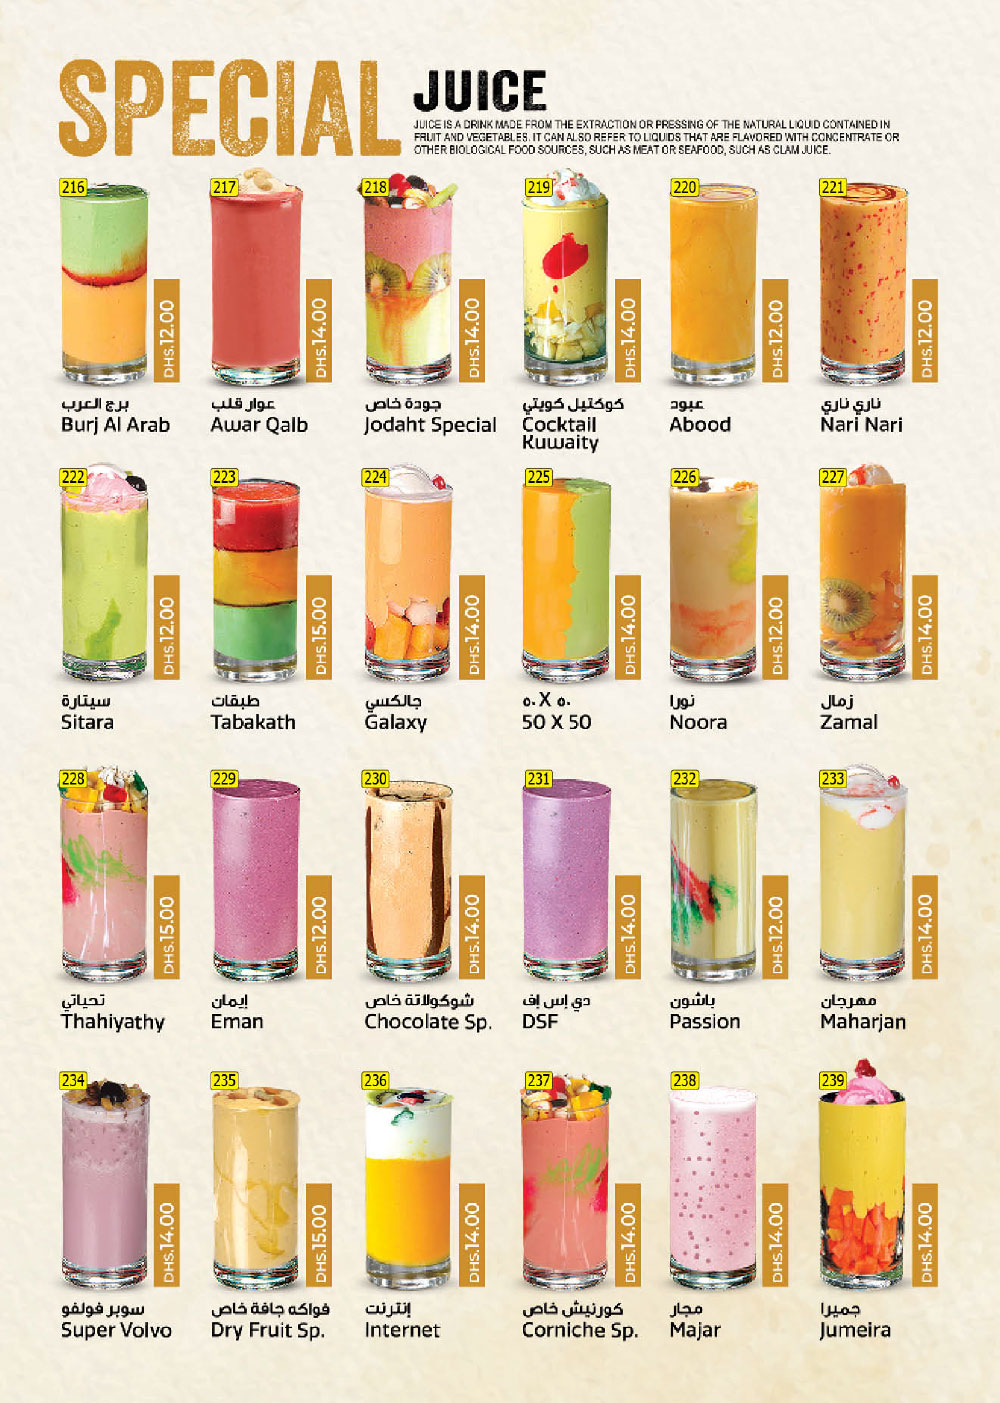 SPECIAL JUICE
JUICE IS A DRINK MADE FROM THE EXTRACTION OR PRESSING OF THE NATURAL LIQUID CONTAINED IN
FRUIT AND VEGETABLES. IT CAN ALSO REFER TO LIQUIDS THAT ARE FLAVORED WITH CONCENTRATE OR
OTHER BIOLOGICAL FOOD SOURCES, SUCH AS MEAT OR SEAFOOD, SUCH AS CLAM JUICE.
216
DHS.12.00
برج العرب
Burj Al Arab
217
DHS.14.00
عوار قلب
Awar Qalb
218
DHS.14.00
جودة خاص
Jodaht Special
219
DHS.14.00
كوكتيل كويتي
Cocktail
Kuwaity
220
DHS.12.00
عبود
Abood
221
DHS.12.00
ناري ناري
Nari Nari
222
DHS.12.00
سيتارة
Sitara
223
DHS.15.00
طبقات
Tabakath
224
DHS.14.00
جالكسي
Galaxy
225
DHS.14.00
٥٠ X ٥٠
50 X 50
226
DHS.12.00
نورا
Noora
227
DHS.14.00
زمال
Zamal
228
DHS.15.00
تحياتي
Thahiyathy
229
DHS.12.00
إيمان
Eman
230
DHS.14.00
شوكولاتة خاص
Chocolate Sp.
231
DHS.14.00
دي إس إف
DSF
232
DHS.12.00
باشون
Passion
233
DHS.14.00
مهرجان
Maharjan
234
DHS.14.00
سوبر فولفو
Super Volvo
235
DHS.15.00
فواكه جافة خاص
Dry Fruit Sp.
236
DHS.14.00
إنترنت
Internet
237
DHS.14.00
كورنيش خاص
Corniche Sp.
238
DHS.14.00
مجار
Majar
239
DHS.14.00
جميرا
Jumeira